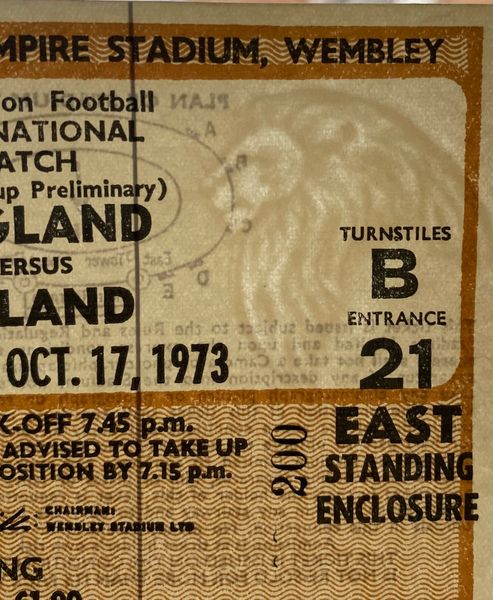 MPIRE STADIUM, WEMBLEY
on Football
NATIONAL
ATCH
up Preliminary)
GLAND
ERSUS
LAND
OCT. 17, 1973
TURNSTILES
B
ENTRANCE
21
K-OFF 7.45 p.m.
ADVISED TO TAKE UP
OSITION BY 7.15 p.m.
CHAIRMAN:
WEMBLEY STADIUM LTD
200
EAST
STANDING
ENCLOSURE
NG
£1.00